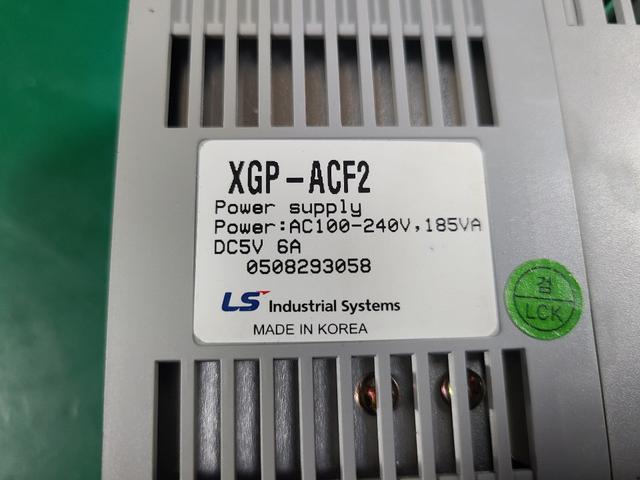 XGP-ACF2
Power supply
Power:AC100-240V,185VA
DC5V 6A
0508293058
LS Industrial Systems
MADE IN KOREA
검
LCK